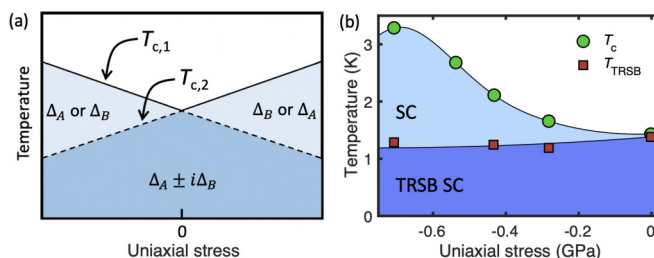 (a)
T_c,1
T_c,2
Δ_A or Δ_B
Δ_B or Δ_A
Δ_A ± iΔ_B
Temperature
0
Uniaxial stress
(b)
T_c
T_TRSB
SC
TRSB SC
Temperature (K)
3
2
1
0
-0.6
-0.4
-0.2
0
Uniaxial stress (GPa)